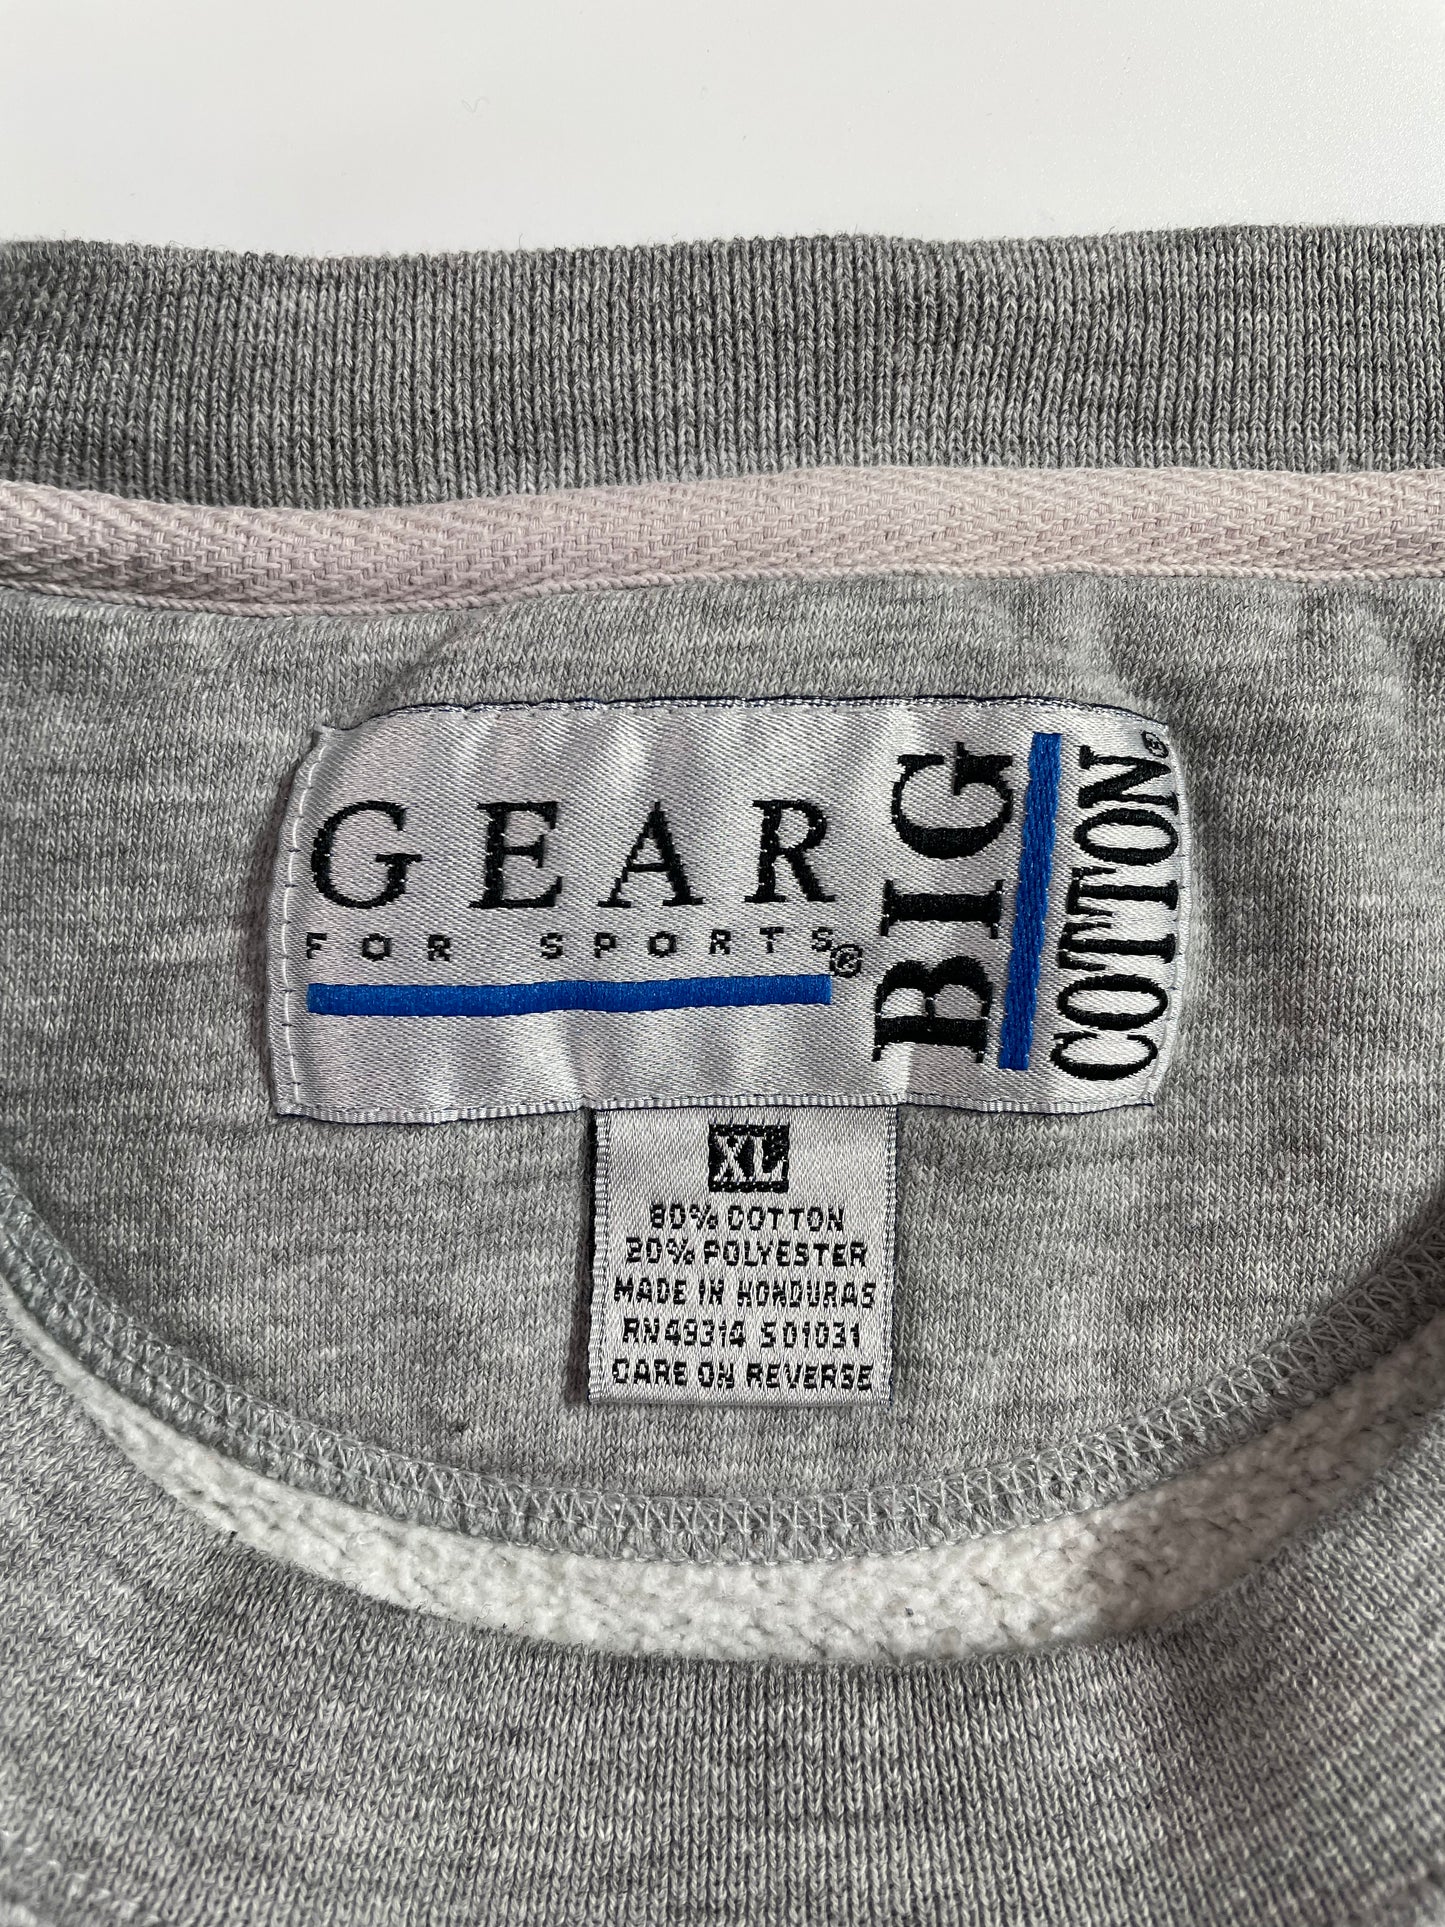 GEAR
FOR SPORTS®
BIG
COTTON®
XL
80% COTTON
20% POLYESTER
MADE IN HONDURAS
RN49314 S01031
CARE ON REVERSE